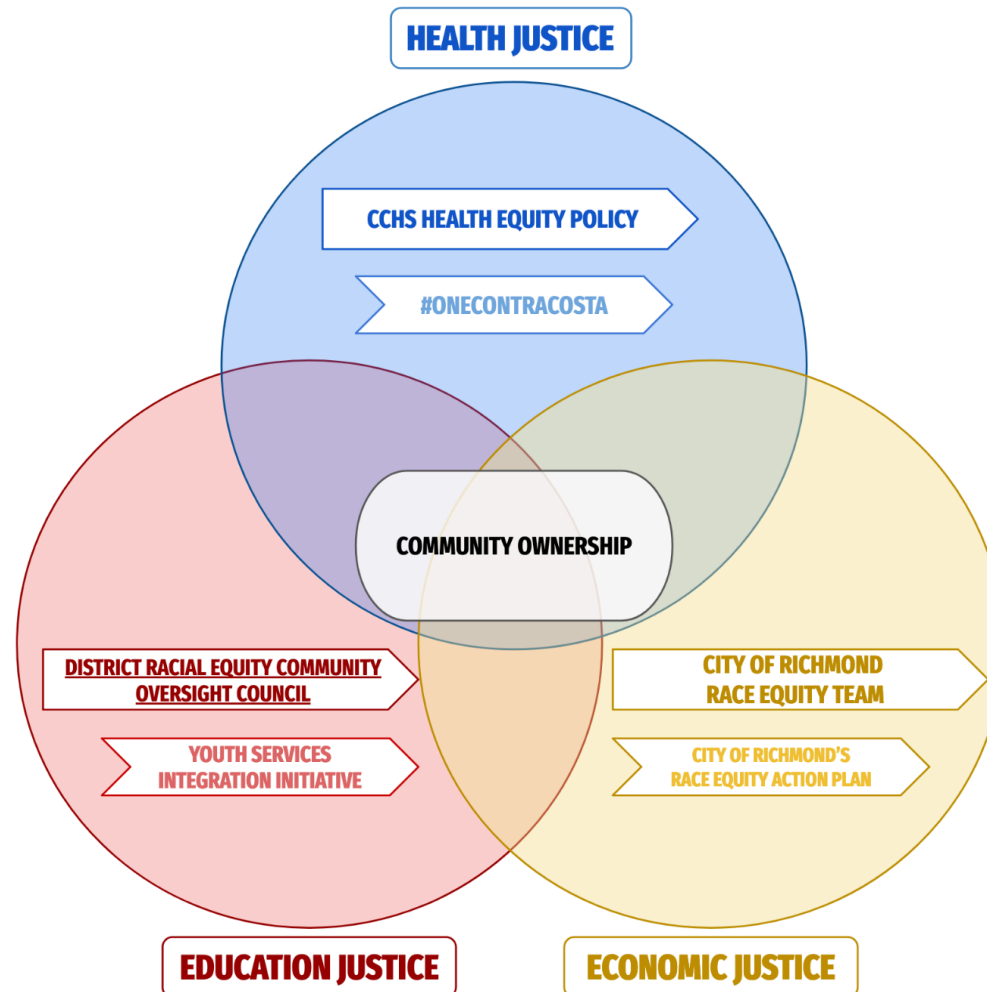 HEALTH JUSTICE
CCHS HEALTH EQUITY POLICY
#ONECONTRACOSTA
COMMUNITY OWNERSHIP
DISTRICT RACIAL EQUITY COMMUNITY
OVERSIGHT COUNCIL
YOUTH SERVICES
INTEGRATION INITIATIVE
CITY OF RICHMOND
RACE EQUITY TEAM
CITY OF RICHMOND'S
RACE EQUITY ACTION PLAN
EDUCATION JUSTICE
ECONOMIC JUSTICE